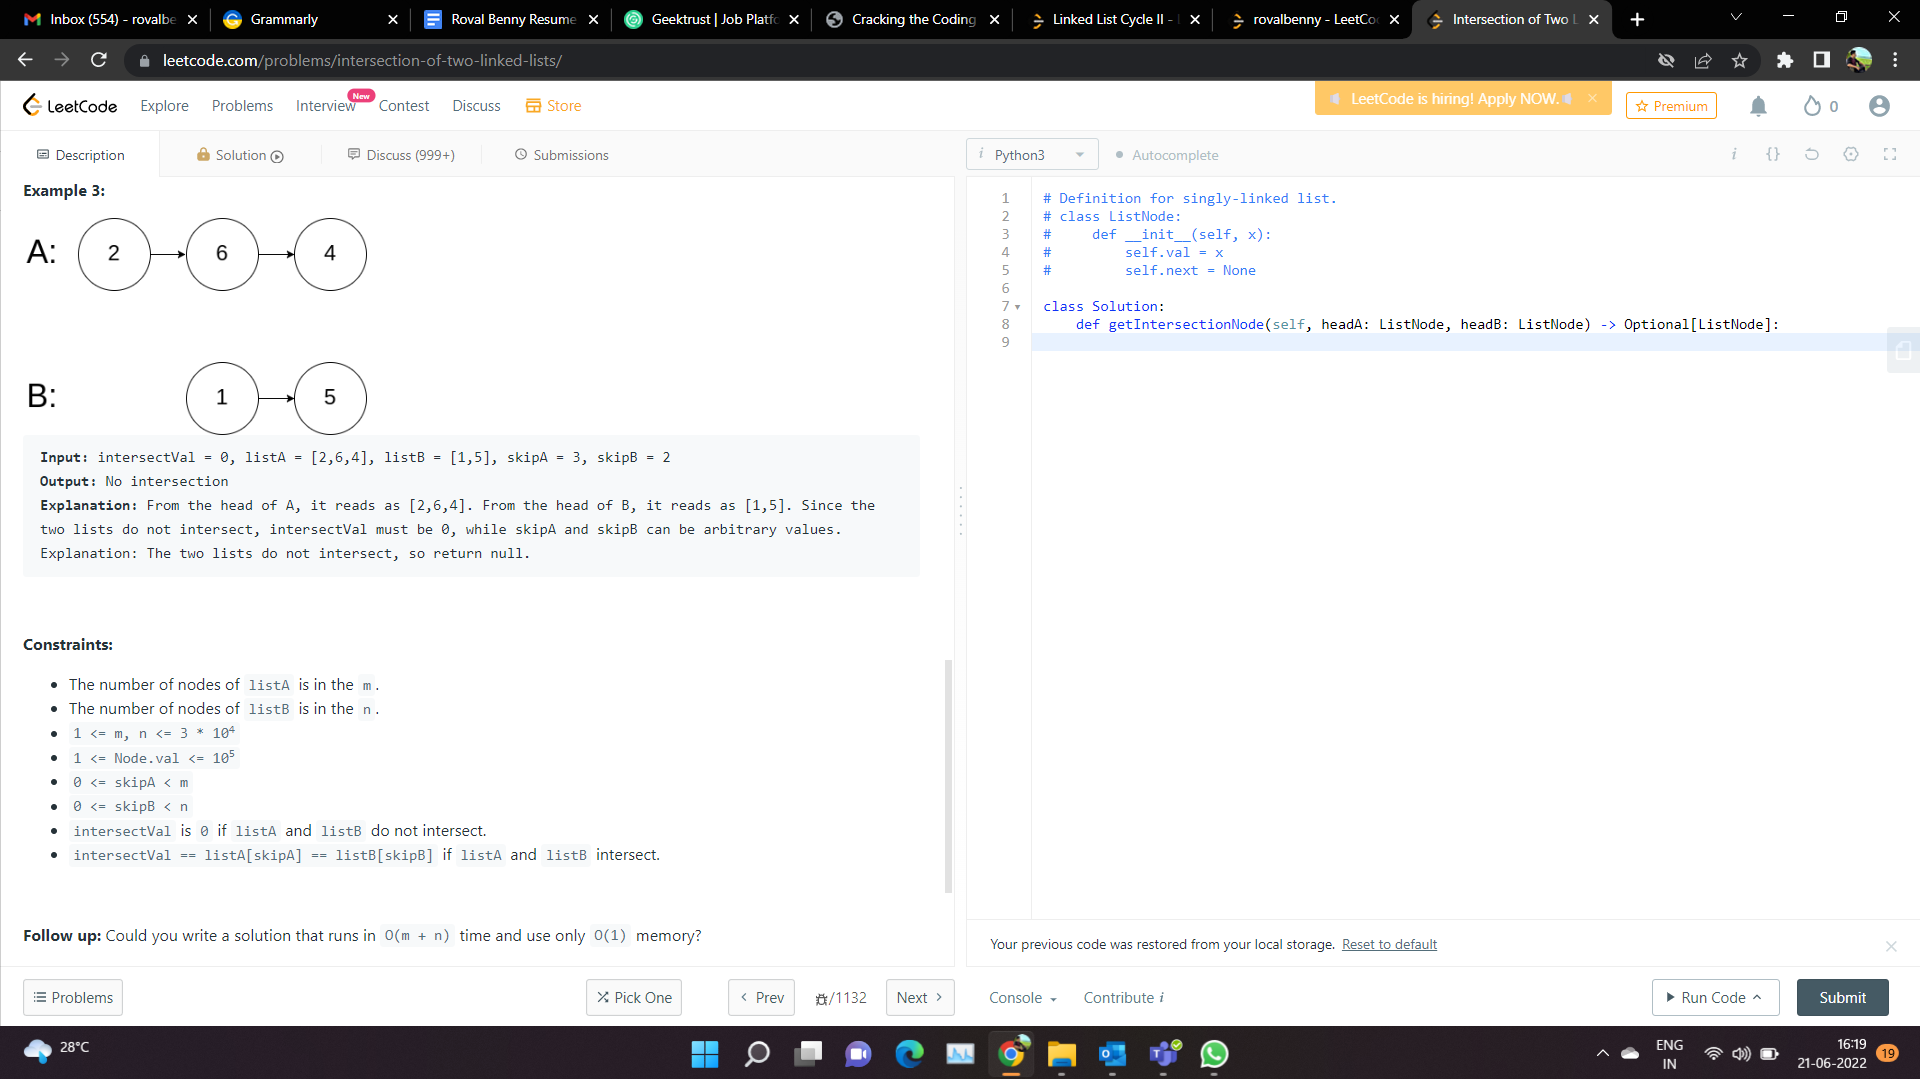 Inbox (554) - rovalbe
Grammarly
Roval Benny Resume
Geektrust | Job Platfo
Cracking the Coding
Linked List Cycle II -
rovalbenny - LeetCo
Intersection of Two L
leetcode.com/problems/intersection-of-two-linked-lists/
LeetCode
Explore
Problems
Interview
New
Contest
Discuss
Store
LeetCode is hiring! Apply NOW.
Premium
0
Description
Solution
Discuss (999+)
Submissions
i Python3
Autocomplete
i {}
Example 3:
A: 2 6 4
B: 1 5
Input: intersectVal = 0, listA = [2,6,4], listB = [1,5], skipA = 3, skipB = 2
Output: No intersection
Explanation: From the head of A, it reads as [2,6,4]. From the head of B, it reads as [1,5]. Since the
two lists do not intersect, intersectVal must be 0, while skipA and skipB can be arbitrary values.
Explanation: The two lists do not intersect, so return null.
Constraints:
• The number of nodes of listA is in the m.
• The number of nodes of listB is in the n.
• 1 <= m, n <= 3 * 10⁴
• 1 <= Node.val <= 10⁵
• 0 <= skipA < m
• 0 <= skipB < n
• intersectVal is 0 if listA and listB do not intersect.
• intersectVal == listA[skipA] == listB[skipB] if listA and listB intersect.
Follow up: Could you write a solution that runs in O(m + n) time and use only O(1) memory?
1 # Definition for singly-linked list.
2 # class ListNode:
3 #     def __init__(self, x):
4 #         self.val = x
5 #         self.next = None
6
7 class Solution:
8     def getIntersectionNode(self, headA: ListNode, headB: ListNode) -> Optional[ListNode]:
9
Your previous code was restored from your local storage. Reset to default
Problems
Pick One
Prev
/1132
Next
Console
Contribute i
Run Code
Submit
28°C
ENG
IN
16:19
21-06-2022
19